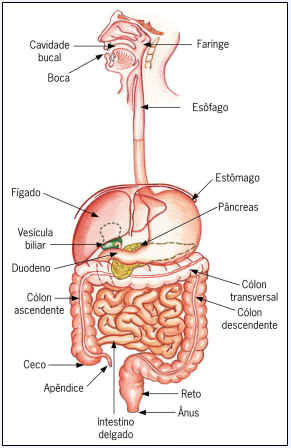 Cavidade
bucal
Faringe
Boca
Esôfago
Estômago
Fígado
Pâncreas
Vesícula
biliar
Duodeno
Cólon
transversal
Cólon
ascendente
Cólon
descendente
Ceco
Apêndice
Reto
Ânus
Intestino
delgado